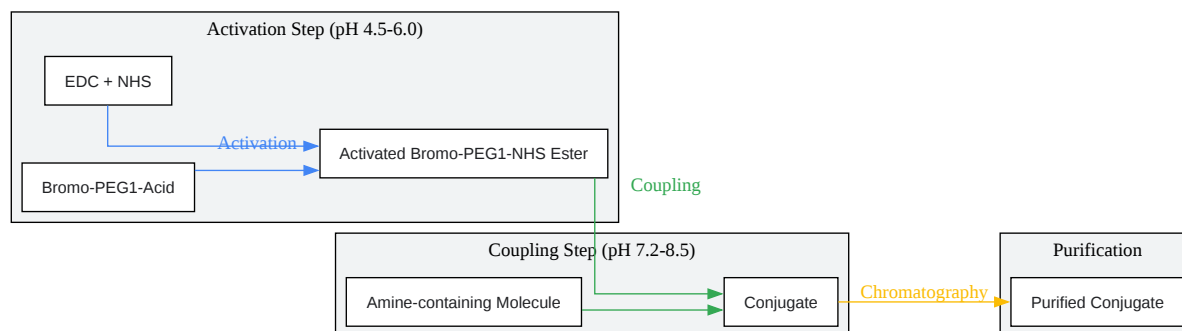 Activation Step (pH 4.5-6.0)
EDC + NHS
Activation
Activated Bromo-PEG1-NHS Ester
Bromo-PEG1-Acid
Coupling
Coupling Step (pH 7.2-8.5)
Purification
Amine-containing Molecule
Conjugate
Chromatography
Purified Conjugate